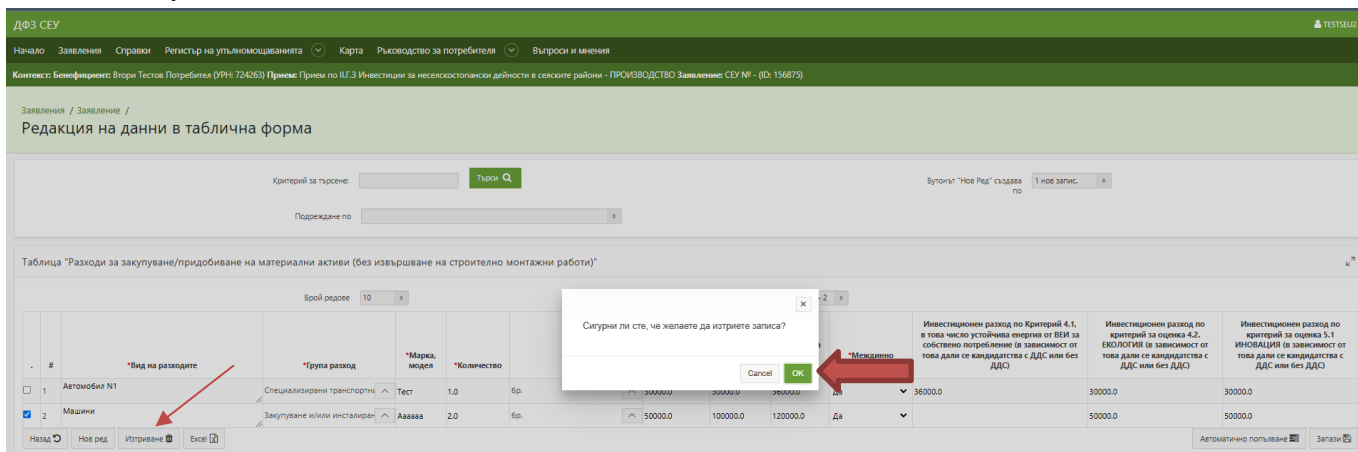 ДФЗ СЕУ
TESTSEU2
Начало Заявления Справки Регистър на упълномощаванията Карта Ръководство за потребителя Въпроси и мнения
Контекст: Бенефициент: Втори Тестов Потребител (УРН: 724263) Прием: Прием по II.Г.3 Инвестиции за неселскостопански дейности в селските райони - ПРОИЗВОДСТВО Заявление: СЕУ № - (ID: 156875)
Заявления / Заявление /
Редакция на данни в таблична форма
Критерий за търсене: Търси
Бутонът "Нов Ред" създава по 1 нов запис.
Подреждане по
Таблица "Разходи за закупуване/придобиване на материални активи (без извършване на строително монтажни работи)"
Брой редове 10
- 2
Сигурни ли сте, че желаете да изтриете записа?
Cancel OK
. # *Вид на разходите *Група разход *Марка, модел *Количество *Междинно
Инвестиционен разход по Критерий 4.1, в това число устойчива енергия от ВЕИ за собствено потребление (в зависимост от това дали се кандидатства с ДДС или без ДДС)
Инвестиционен разход по критерий за оценка 4.2. ЕКОЛОГИЯ (в зависимост от това дали се кандидатства с ДДС или без ДДС)
Инвестиционен разход по критерий за оценка 5.1 ИНОВАЦИЯ (в зависимост от това дали се кандидатства с ДДС или без ДДС)
1 Автомобил N1 Специализирани транспортни Тест 1.0 бр. 30000.0 30000.0 36000.0 Да 36000.0 30000.0 30000.0
2 Машини Закупуване и/или инсталиран Аааааа 2.0 бр. 50000.0 100000.0 120000.0 Да 50000.0 50000.0
Назад Нов ред Изтриване Excel Автоматично попълване Запази